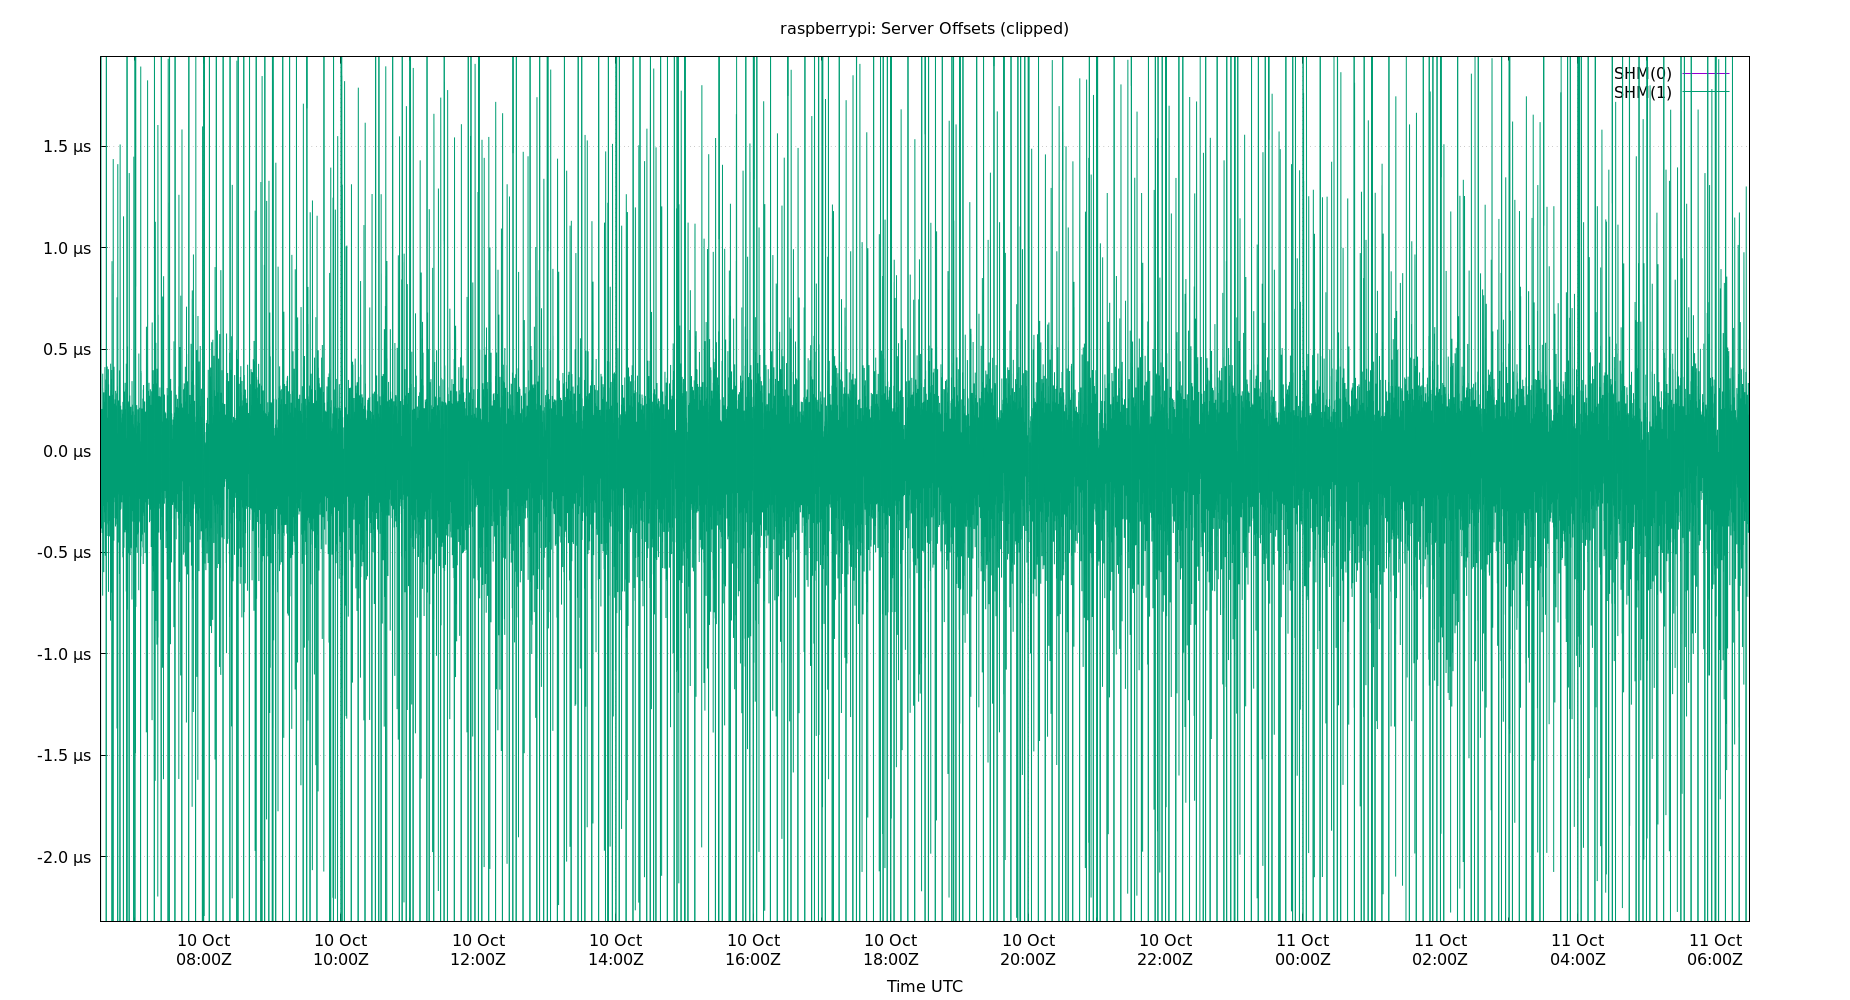 raspberrypi: Server Offsets (clipped)
SHM(0)
SHM(1)
1.5 µs
1.0 µs
0.5 µs
0.0 µs
-0.5 µs
-1.0 µs
-1.5 µs
-2.0 µs
10 Oct 10 Oct 10 Oct 10 Oct 10 Oct 10 Oct 10 Oct 10 Oct 11 Oct 11 Oct 11 Oct 11 Oct
08:00Z 10:00Z 12:00Z 14:00Z 16:00Z 18:00Z 20:00Z 22:00Z 00:00Z 02:00Z 04:00Z 06:00Z
Time UTC